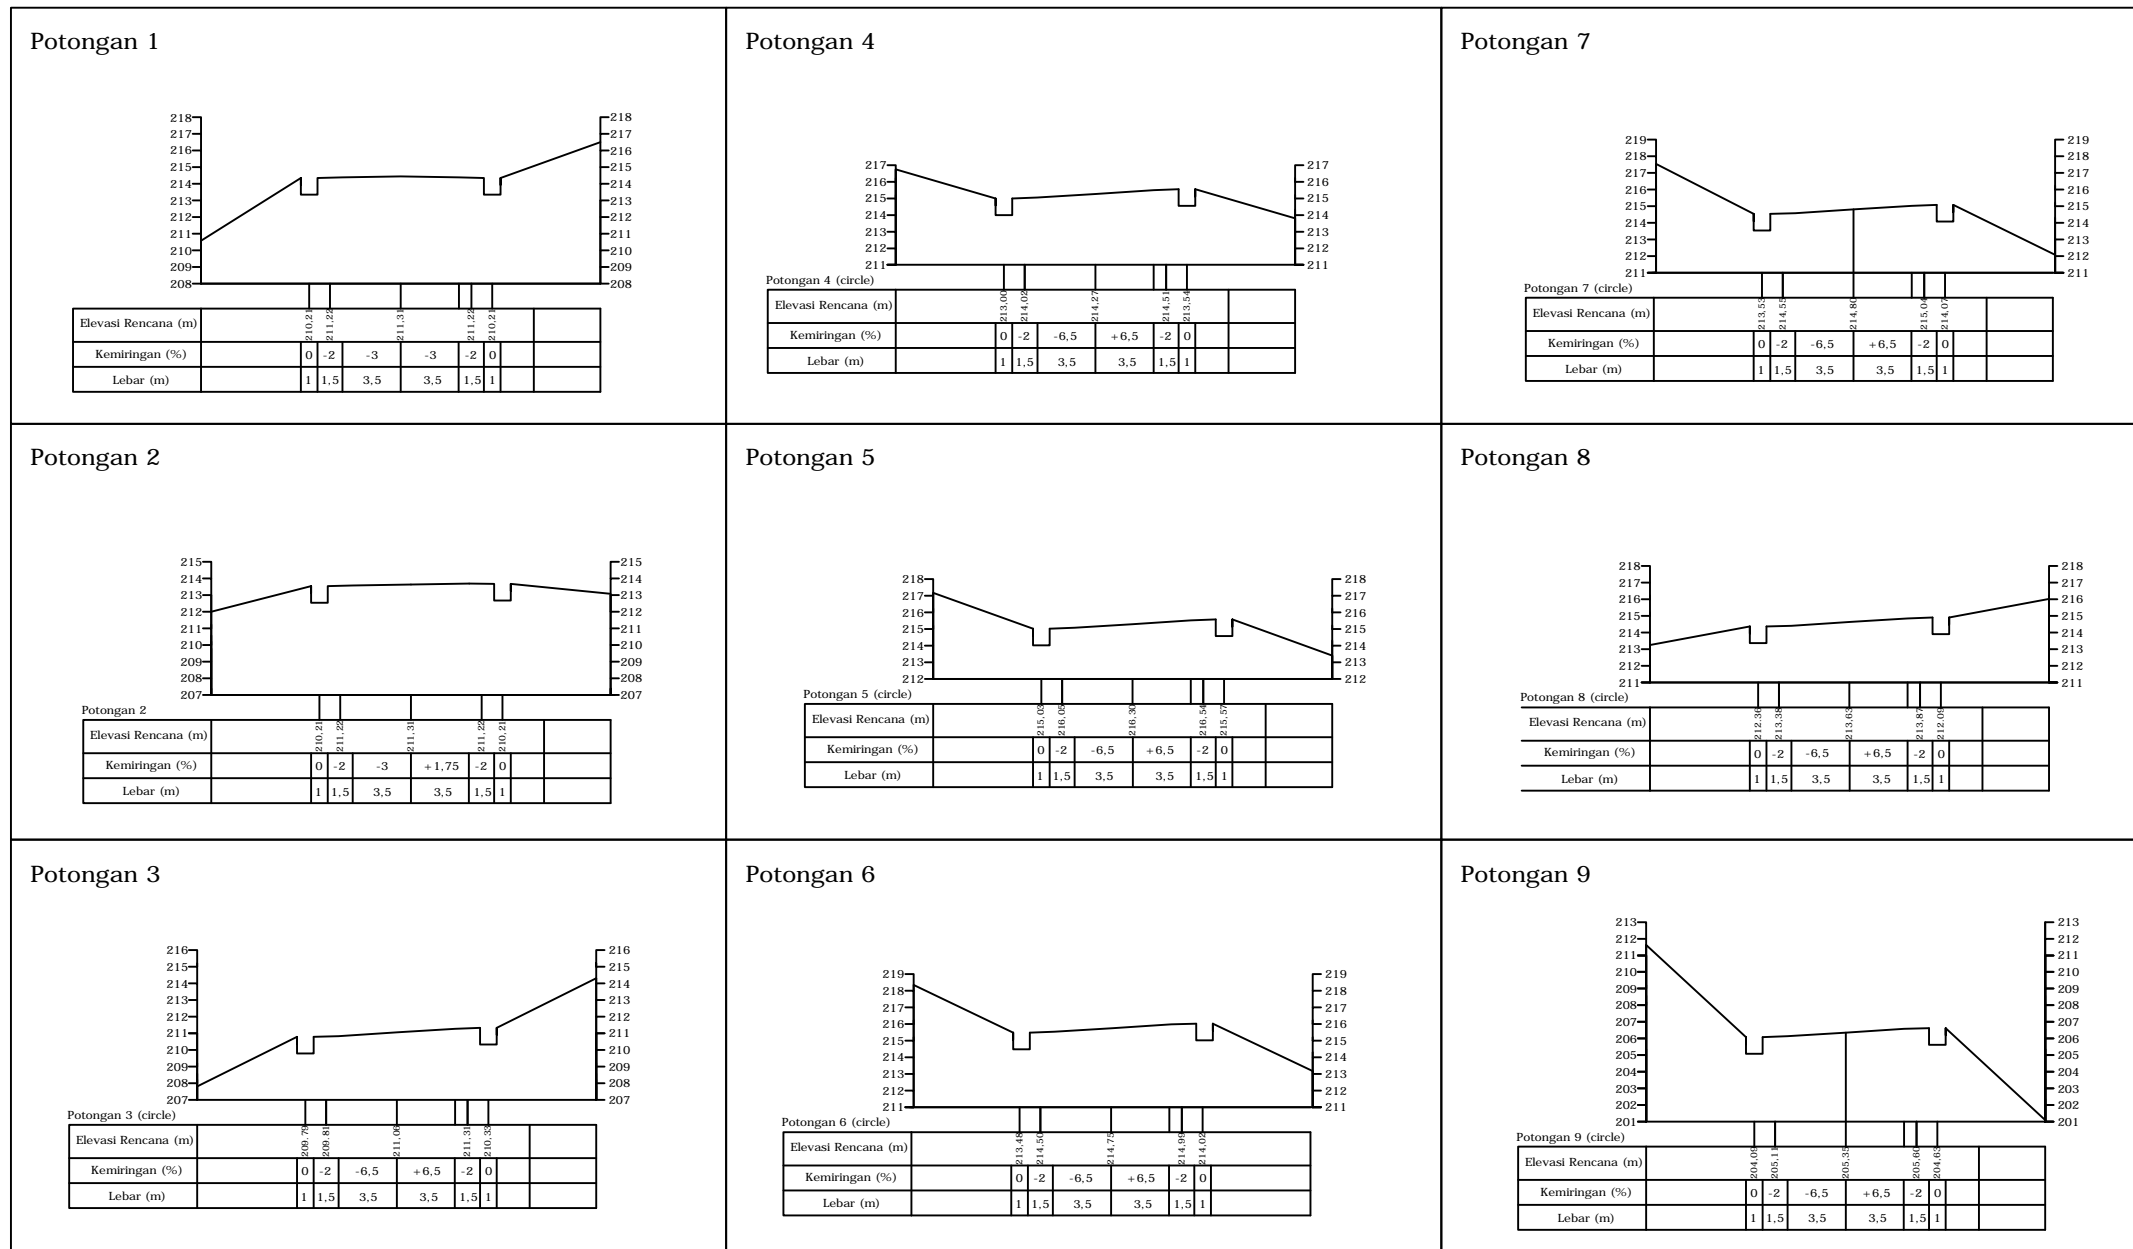 Potongan 1
218 218
217 217
216 216
215 215
214 214
213 213
212 212
211 211
210 210
209 209
208 208
Elevasi Rencana (m) 210,21 211,22 211,31 211,22 210,21
Kemiringan (%) 0 -2 -3 -3 -2 0
Lebar (m) 1 1,5 3,5 3,5 1,5 1
Potongan 2
215 215
214 214
213 213
212 212
211 211
210 210
209 209
208 208
207 207
Potongan 2
Elevasi Rencana (m) 210,21 211,22 211,31 211,22 210,21
Kemiringan (%) 0 -2 -3 +1,75 -2 0
Lebar (m) 1 1,5 3,5 3,5 1,5 1
Potongan 3
216 216
215 215
214 214
213 213
212 212
211 211
210 210
209 209
208 208
207 207
Potongan 3 (circle)
Elevasi Rencana (m) 209,79 209,81 211,06 211,31 210,33
Kemiringan (%) 0 -2 -6,5 +6,5 -2 0
Lebar (m) 1 1,5 3,5 3,5 1,5 1
Potongan 4
217 217
216 216
215 215
214 214
213 213
212 212
211 211
Potongan 4 (circle)
Elevasi Rencana (m) 213,00 214,02 214,27 214,51 213,54
Kemiringan (%) 0 -2 -6,5 +6,5 -2 0
Lebar (m) 1 1,5 3,5 3,5 1,5 1
Potongan 5
218 218
217 217
216 216
215 215
214 214
213 213
212 212
Potongan 5 (circle)
Elevasi Rencana (m) 215,03 216,05 216,30 216,54 215,57
Kemiringan (%) 0 -2 -6,5 +6,5 -2 0
Lebar (m) 1 1,5 3,5 3,5 1,5 1
Potongan 6
219 219
218 218
217 217
216 216
215 215
214 214
213 213
212 212
211 211
Potongan 6 (circle)
Elevasi Rencana (m) 213,48 214,50 214,75 214,99 214,02
Kemiringan (%) 0 -2 -6,5 +6,5 -2 0
Lebar (m) 1 1,5 3,5 3,5 1,5 1
Potongan 7
219 219
218 218
217 217
216 216
215 215
214 214
213 213
212 212
211 211
Potongan 7 (circle)
Elevasi Rencana (m) 213,53 214,55 214,80 215,04 214,07
Kemiringan (%) 0 -2 -6,5 +6,5 -2 0
Lebar (m) 1 1,5 3,5 3,5 1,5 1
Potongan 8
218 218
217 217
216 216
215 215
214 214
213 213
212 212
211 211
Potongan 8 (circle)
Elevasi Rencana (m) 212,36 213,38 213,63 213,87 212,09
Kemiringan (%) 0 -2 -6,5 +6,5 -2 0
Lebar (m) 1 1,5 3,5 3,5 1,5 1
Potongan 9
213 213
212 212
211 211
210 210
209 209
208 208
207 207
206 206
205 205
204 204
203 203
202 202
201 201
Potongan 9 (circle)
Elevasi Rencana (m) 204,09 205,11 205,35 205,60 204,63
Kemiringan (%) 0 -2 -6,5 +6,5 -2 0
Lebar (m) 1 1,5 3,5 3,5 1,5 1